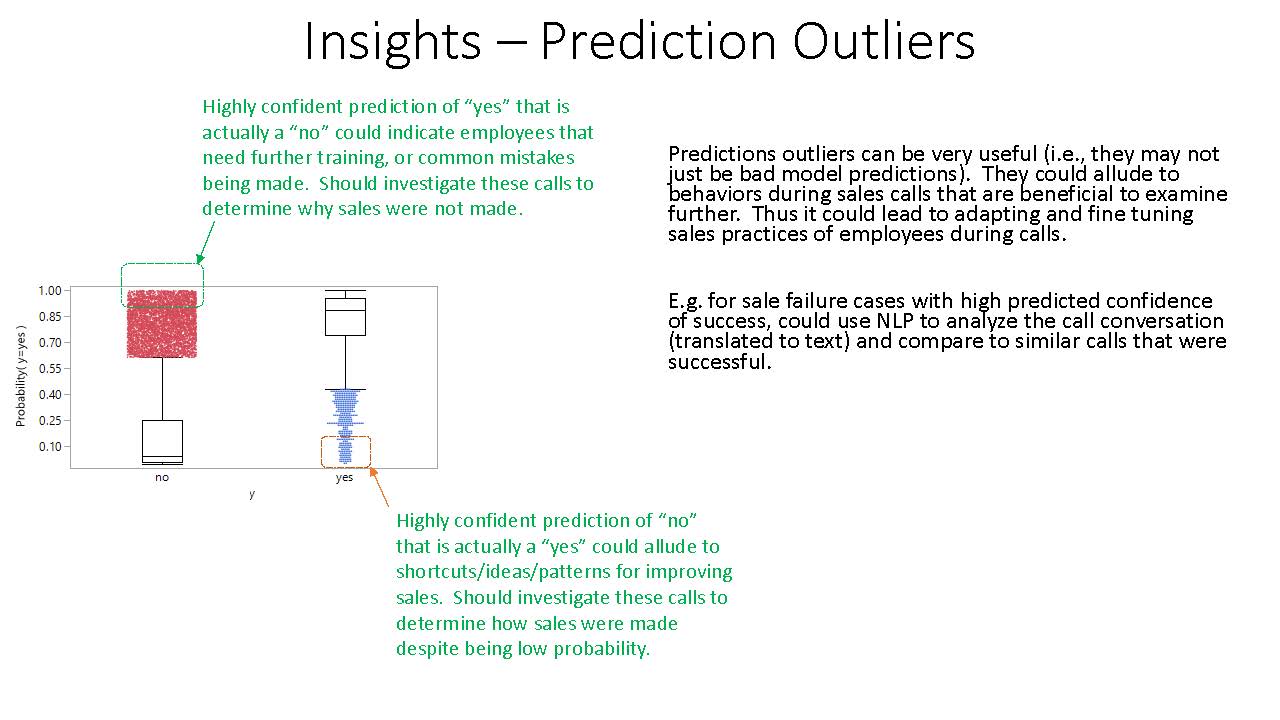 Insights – Prediction Outliers
Highly confident prediction of “yes” that is
actually a “no” could indicate employees that
need further training, or common mistakes
being made.  Should investigate these calls to
determine why sales were not made.
Predictions outliers can be very useful (i.e., they may not
just be bad model predictions).  They could allude to
behaviors during sales calls that are beneficial to examine
further.  Thus it could lead to adapting and fine tuning
sales practices of employees during calls.
E.g. for sale failure cases with high predicted confidence
of success, could use NLP to analyze the call conversation
(translated to text) and compare to similar calls that were
successful.
Probability( y=yes )
1.00
0.85
0.70
0.55
0.40
0.25
0.10
no
yes
y
Highly confident prediction of “no”
that is actually a “yes” could allude to
shortcuts/ideas/patterns for improving
sales.  Should investigate these calls to
determine how sales were made
despite being low probability.